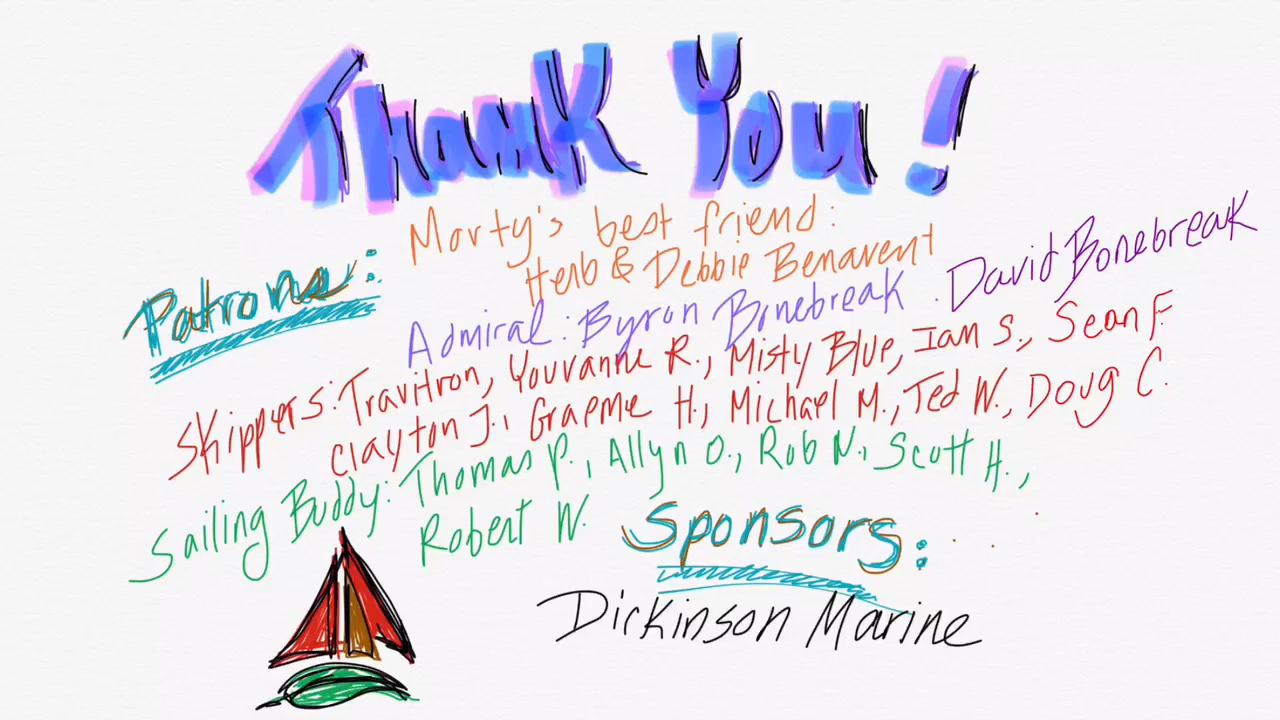 Thank You!
Patrons:
Morty's best friend:
Herb & Debbie Benavent
Admiral: Byron Bonebreak . David Bonebreak
Skippers: Travitron, Youvanne R., Misty Blue, Ian S., Sean F.
Clayton J., Graeme H., Michael M., Ted W., Doug C.
Sailing Buddy: Thomas P., Allyn O., Rob N., Scott H.,
Robert W.
Sponsors:
Dickinson Marine